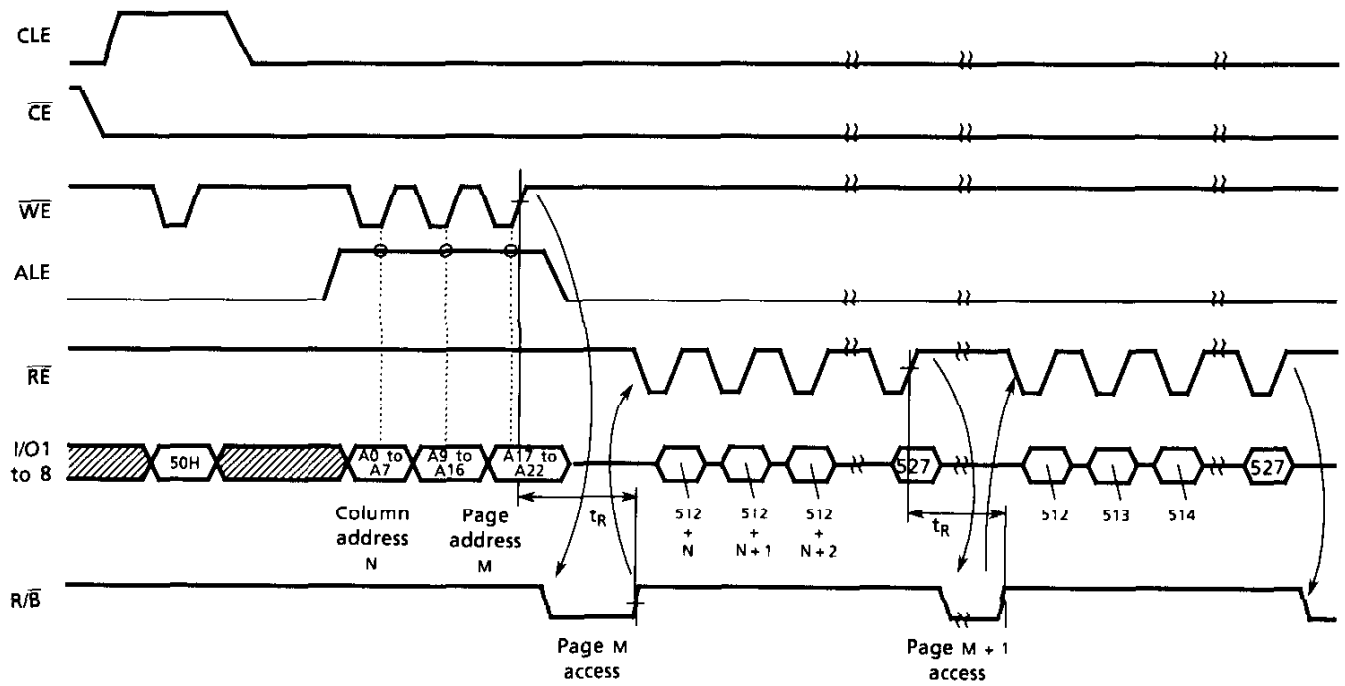 CLE
CE
WE
ALE
RE
I/O1
to 8
50H
A0 to
A7
A9 to
A16
A17 to
A22
527
527
Column
address
N
Page
address
M
tR
512
+
N
512
+
N+1
512
+
N+2
tR
512
513
514
R/B
Page M
access
Page M + 1
access